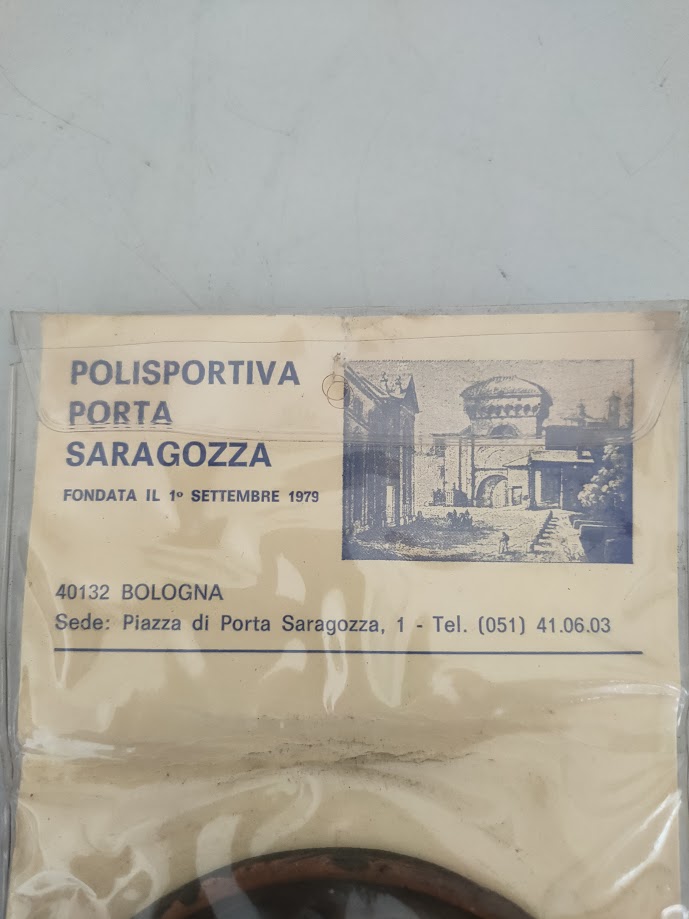 POLISPORTIVA
PORTA
SARAGOZZA
FONDATA IL 1º SETTEMBRE 1979
40132 BOLOGNA
Sede: Piazza di Porta Saragozza, 1 - Tel. (051) 41.06.03